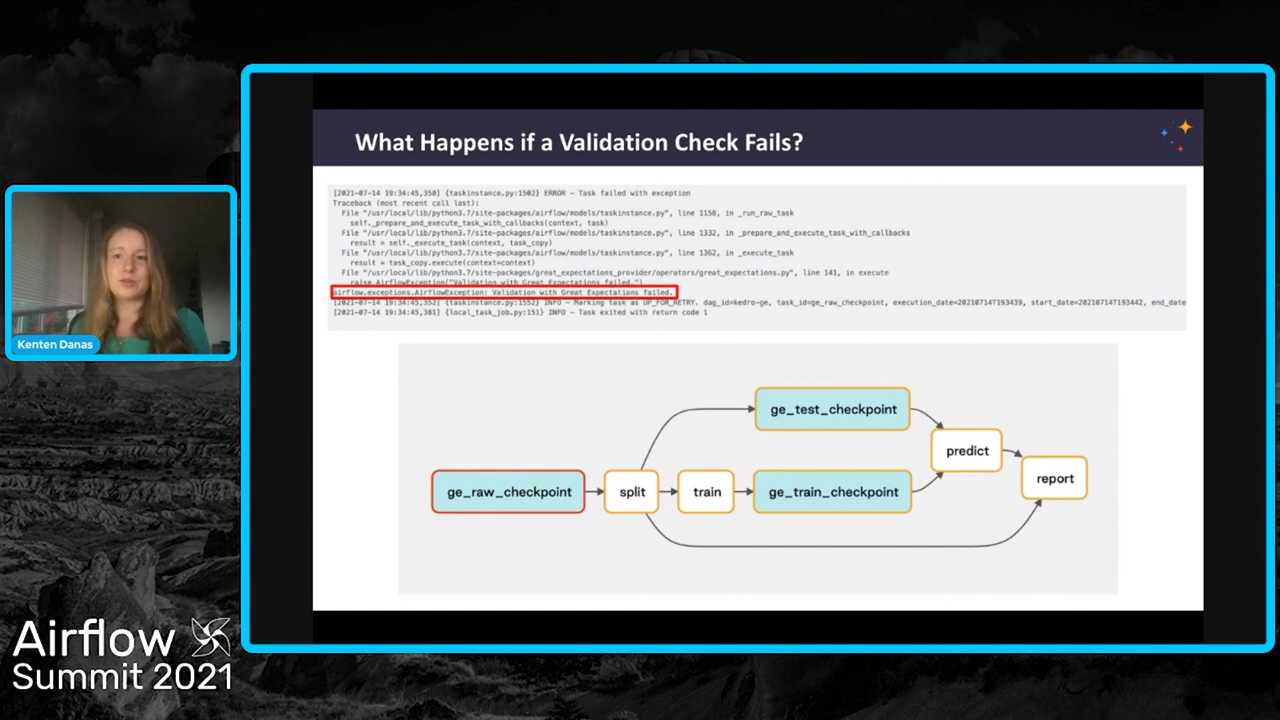 What Happens if a Validation Check Fails?
[2021-07-14 19:34:45,350] {taskinstance.py:1502} ERROR - Task failed with exception
Traceback (most recent call last):
File "/usr/local/lib/python3.7/site-packages/airflow/models/taskinstance.py", line 1158, in _run_raw_task
self._prepare_and_execute_task_with_callbacks(context, task)
File "/usr/local/lib/python3.7/site-packages/airflow/models/taskinstance.py", line 1332, in _prepare_and_execute_task_with_callbacks
result = self._execute_task(context, task_copy)
File "/usr/local/lib/python3.7/site-packages/airflow/models/taskinstance.py", line 1362, in _execute_task
result = task_copy.execute(context=context)
File "/usr/local/lib/python3.7/site-packages/great_expectations_provider/operators/great_expectations.py", line 141, in execute
raise AirflowException("Validation with Great Expectations failed.")
airflow.exceptions.AirflowException: Validation with Great Expectations failed.
[2021-07-14 19:34:45,352] {taskinstance.py:1552} INFO - Marking task as UP_FOR_RETRY. dag_id=kedro-ge, task_id=ge_raw_checkpoint, execution_date=20210714T193439, start_date=20210714T193442, end_date
[2021-07-14 19:34:45,381] {local_task_job.py:151} INFO - Task exited with return code 1
Kenten Danas
ge_test_checkpoint
predict
report
ge_raw_checkpoint
split
train
ge_train_checkpoint
Airflow
Summit 2021